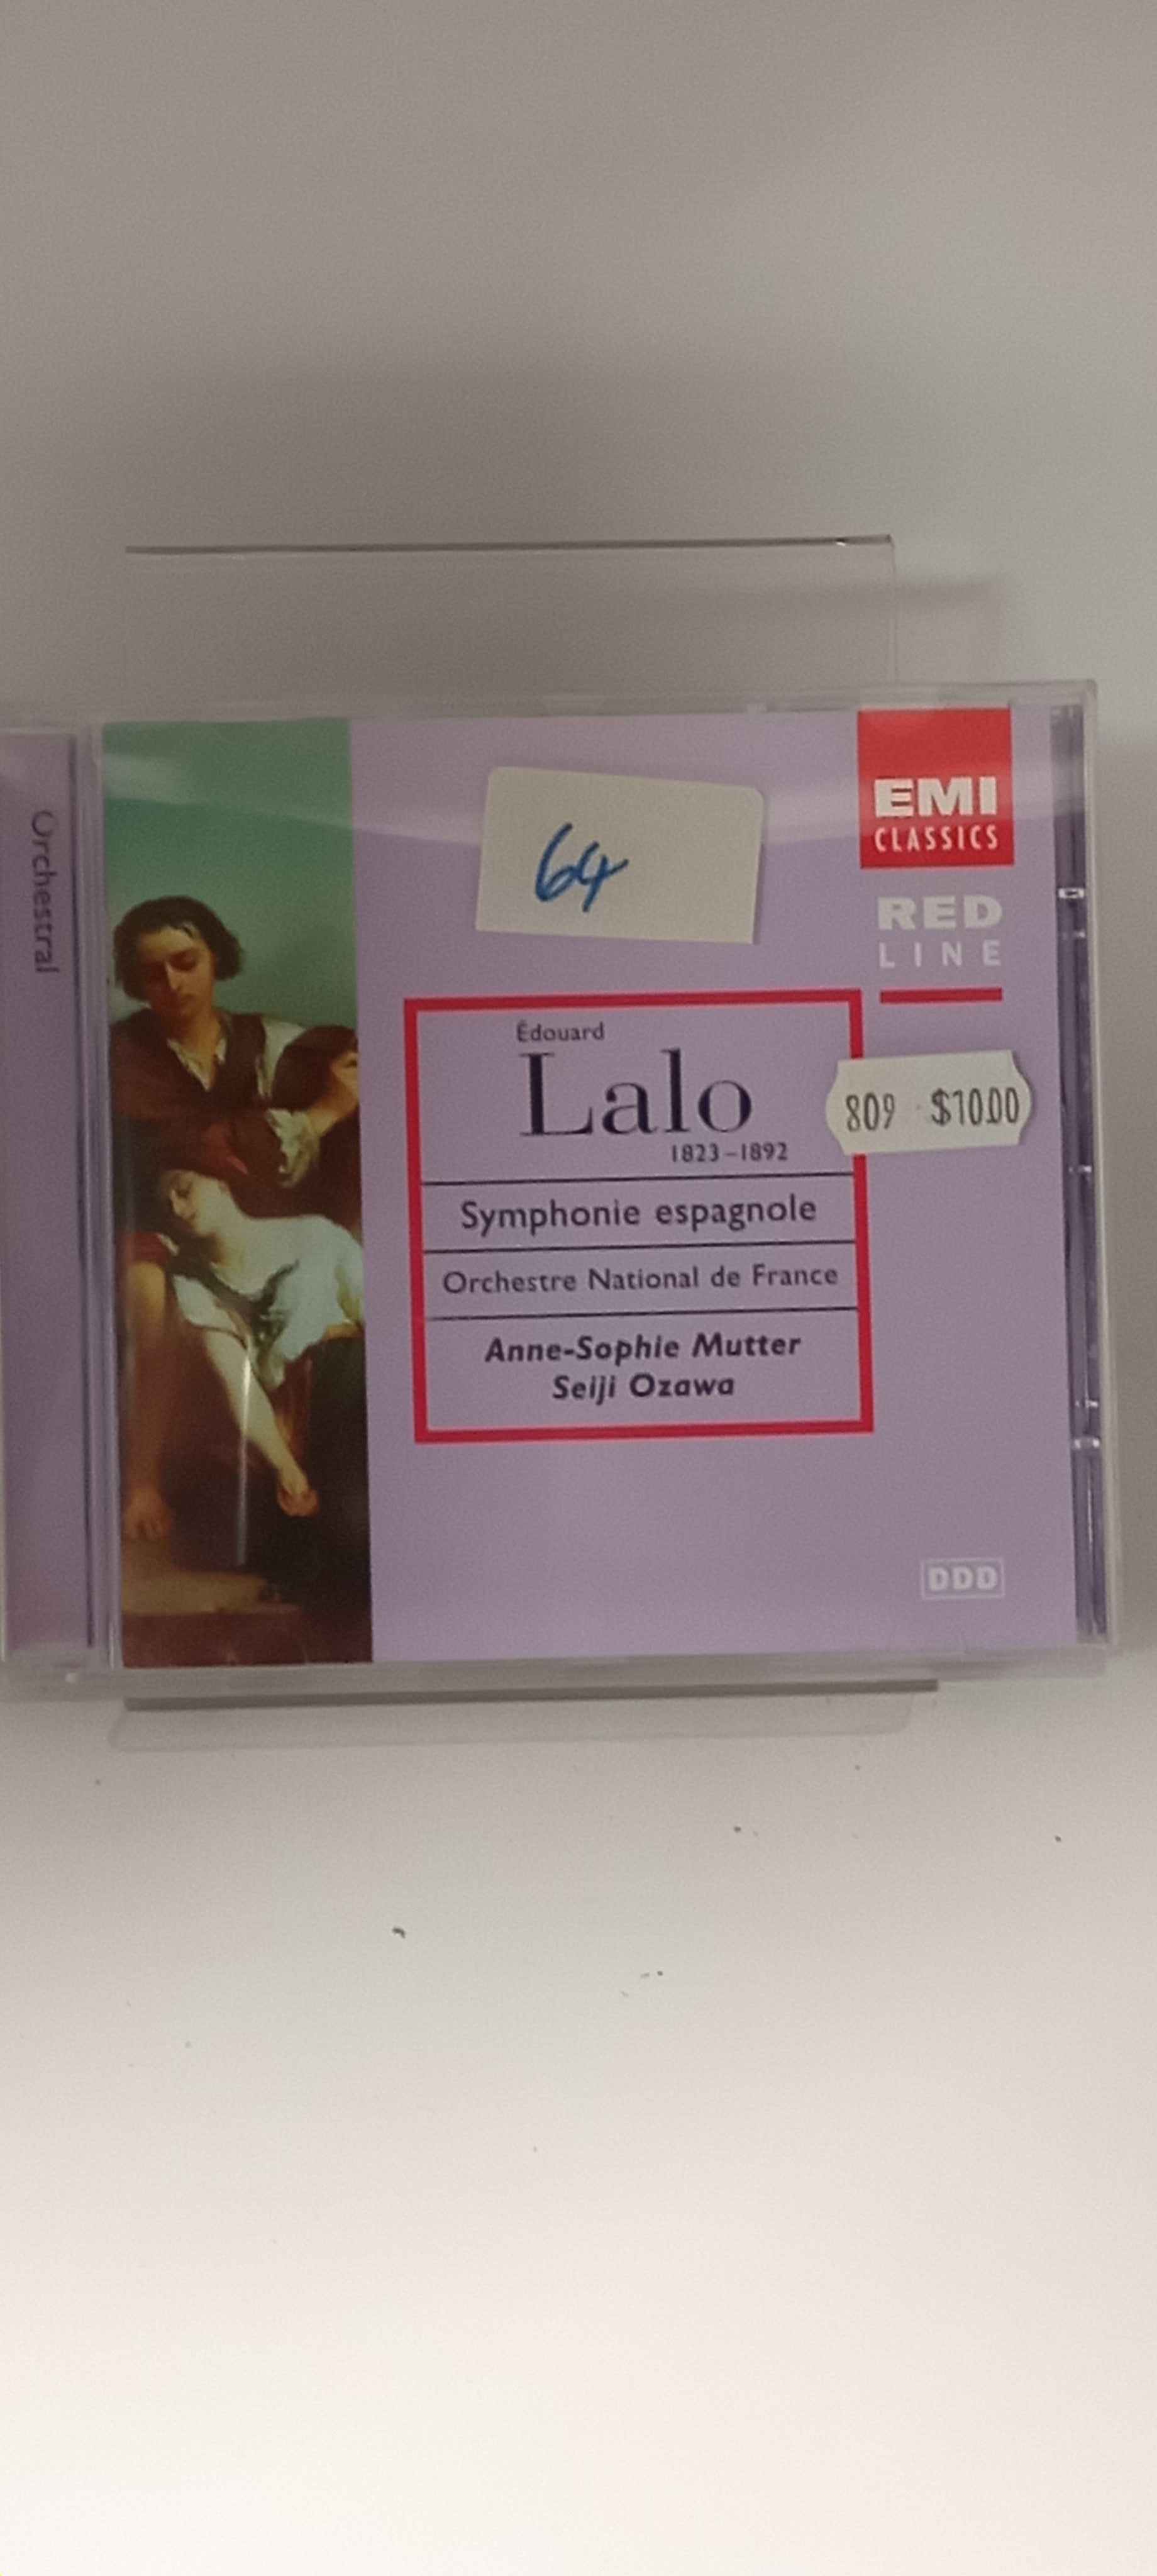 Orchestral
64
EMI
CLASSICS
RED
LINE
Édouard
Lalo
1823-1892
809 $10.00
Symphonie espagnole
Orchestre National de France
Anne-Sophie Mutter
Seiji Ozawa
DDD